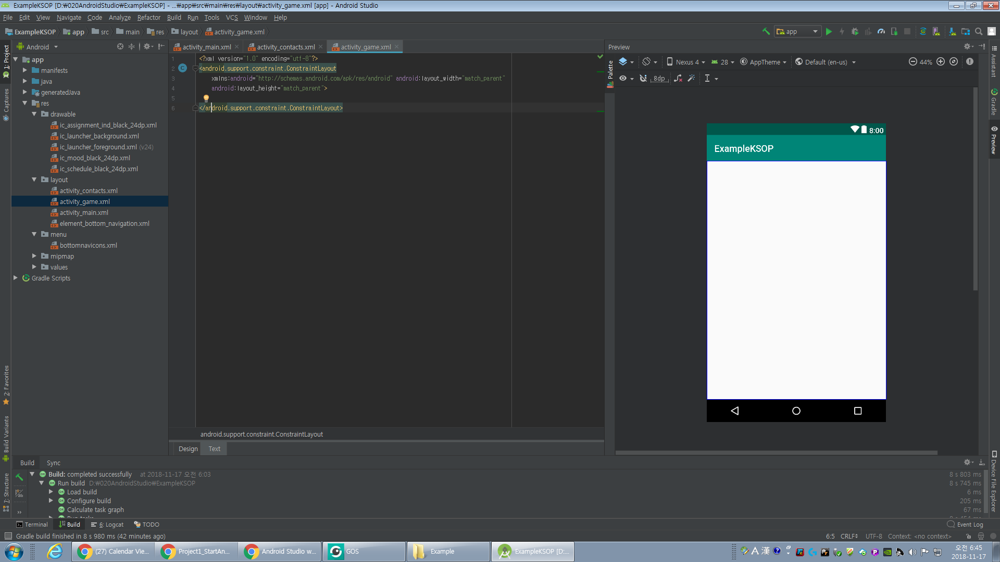 ExampleKSOP [D:₩020AndroidStudio₩ExampleKSOP] - ...₩app₩src₩main₩res₩layout₩activity_game.xml [app] - Android Studio
File Edit View Navigate Code Analyze Refactor Build Run Tools VCS Window Help
ExampleKSOP app src main res layout activity_game.xml
app
Android
activity_main.xml activity_contacts.xml activity_game.xml
Preview
1: Project
Captures
2: Favorites
Build Variants
7: Structure
app
manifests
java
generatedJava
res
drawable
ic_assignment_ind_black_24dp.xml
ic_launcher_background.xml
ic_launcher_foreground.xml (v24)
ic_mood_black_24dp.xml
ic_schedule_black_24dp.xml
layout
activity_contacts.xml
activity_game.xml
activity_main.xml
element_bottom_navigation.xml
menu
bottomnavicons.xml
mipmap
values
Gradle Scripts
1 <?xml version="1.0" encoding="utf-8"?>
2 <android.support.constraint.ConstraintLayout
3 xmlns:android="http://schemas.android.com/apk/res/android" android:layout_width="match_parent"
4 android:layout_height="match_parent">
5
6 </android.support.constraint.ConstraintLayout>
android.support.constraint.ConstraintLayout
Design Text
Palette
Nexus 4 28 AppTheme Default (en-us) 44%
8dp
8:00
ExampleKSOP
Assistant
Gradle
Preview
Device File Explorer
Build Sync
Build: completed successfully at 2018-11-17 오전 6:03 8 s 803 ms
Run build D:₩020AndroidStudio₩ExampleKSOP 8 s 745 ms
Load build 6 ms
Configure build 205 ms
Calculate task graph 67 ms
Terminal Build 6: Logcat TODO Event Log
Gradle build finished in 8 s 980 ms (42 minutes ago) 6:5 CRLF UTF-8 Context: <no context>
(27) Calendar Vie... Project1_StartAn... Android Studio w... GOS Example ExampleKSOP [D:...
A 漢
오전 6:45
2018-11-17